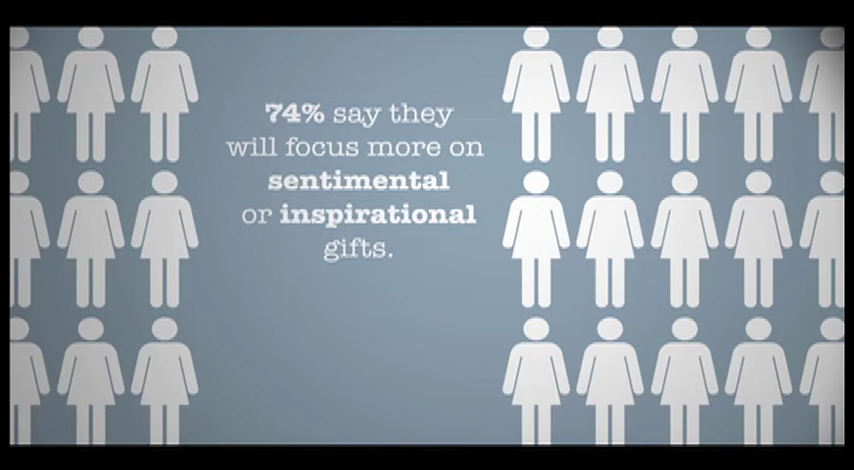 74% say they
will focus more on
sentimental
or inspirational
gifts.